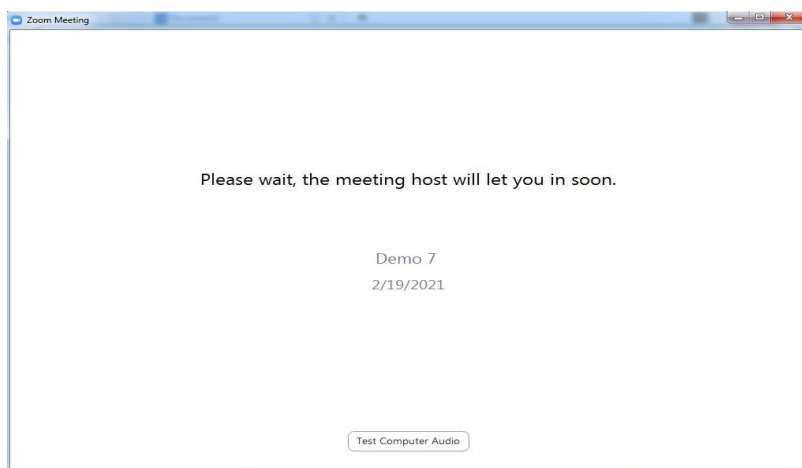 Zoom Meeting
Please wait, the meeting host will let you in soon.
Demo 7
2/19/2021
Test Computer Audio